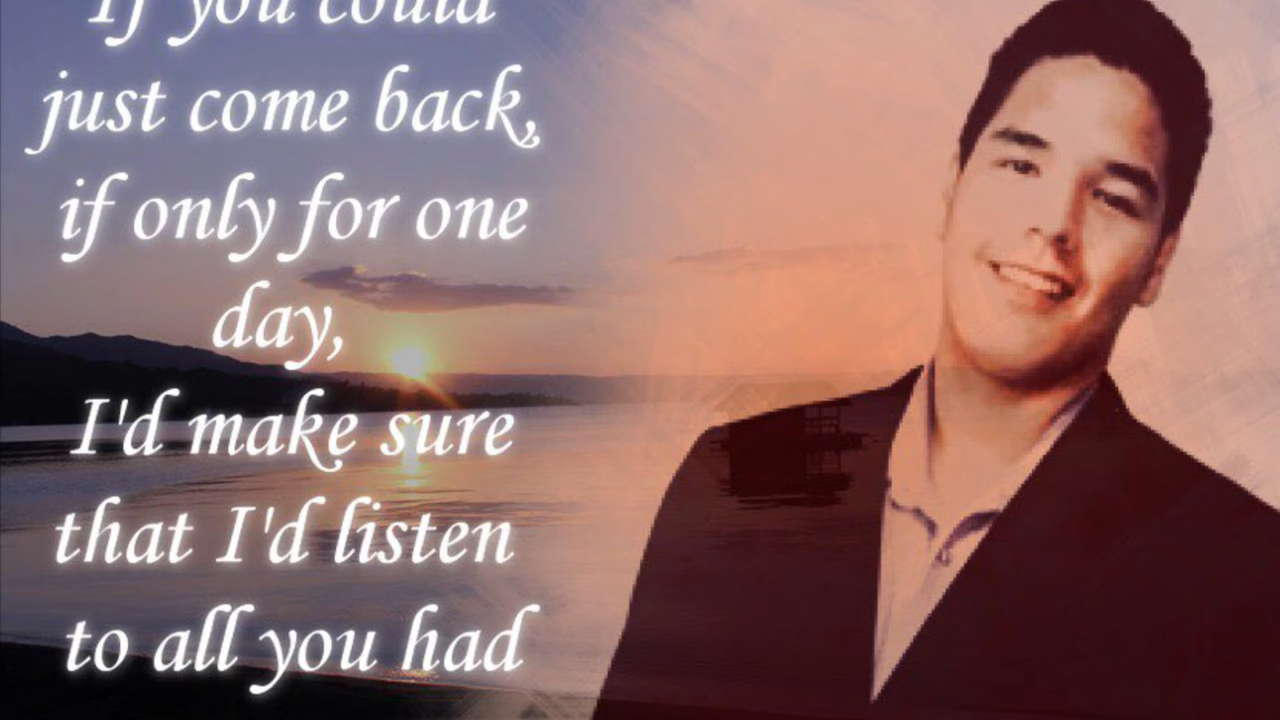 If you could
just come back,
if only for one
day,
I'd make sure
that I'd listen
to all you had